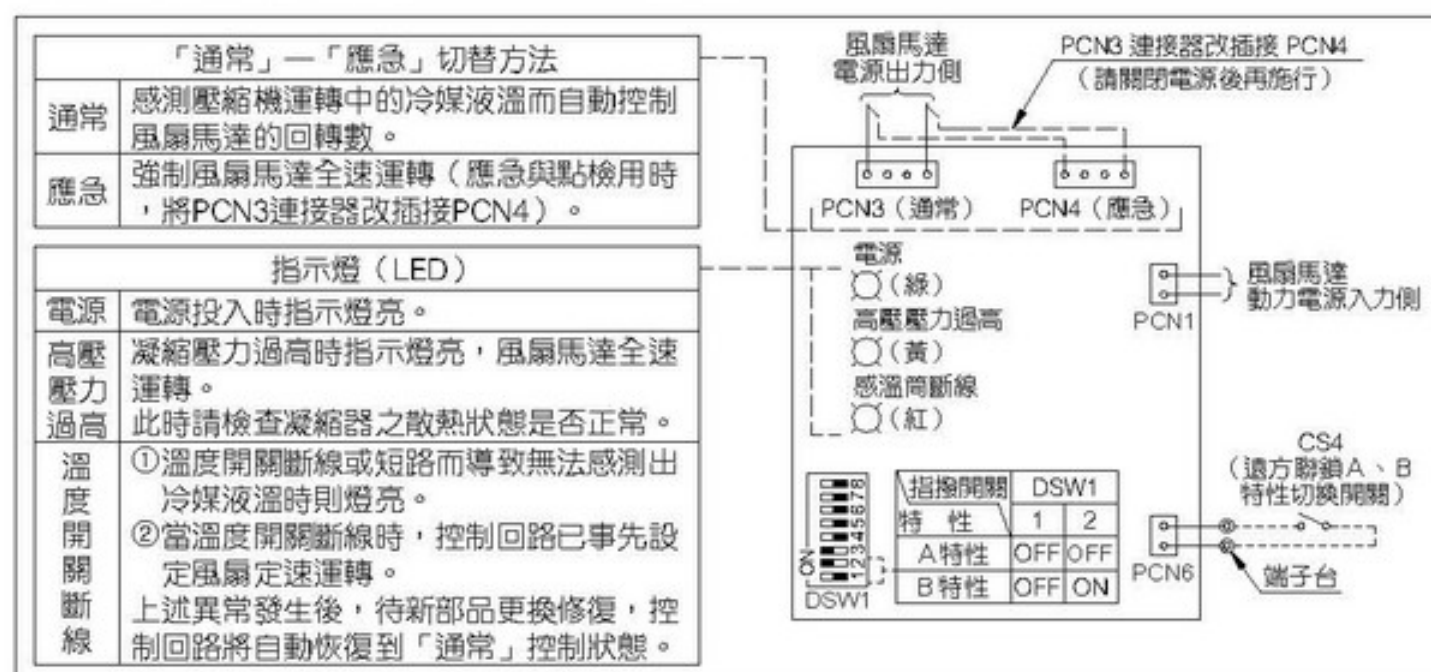 「通常」—「應急」切替方法
通常
感測壓縮機運轉中的冷媒液溫而自動控制
風扇馬達的回轉數。
應急
強制風扇馬達全速運轉（應急與點檢用時
，將PCN3連接器改插接PCN4）。
指示燈（LED）
電源
電源投入時指示燈亮。
高壓
壓力
過高
凝縮壓力過高時指示燈亮，風扇馬達全速
運轉。
此時請檢查凝縮器之散熱狀態是否正常。
溫
度
開
關
斷
線
①溫度開關斷線或短路而導致無法感測出
冷媒液溫時則燈亮。
②當溫度開關斷線時，控制回路已事先設
定風扇定速運轉。
上述異常發生後，待新部品更換修復，控
制回路將自動恢復到「通常」控制狀態。
風扇馬達
電源出力側
PCN3 連接器改插接 PCN4
（請關閉電源後再施行）
PCN3（通常）
PCN4（應急）
電源
（綠）
高壓壓力過高
（黃）
感溫筒斷線
（紅）
PCN1
風扇馬達
動力電源入力側
CS4
（遠方聯鎖A、B
特性切換開關）
PCN6
端子台
ON
12345678
DSW1
指撥開關 DSW1
特 性 1 2
A特性 OFF OFF
B特性 OFF ON